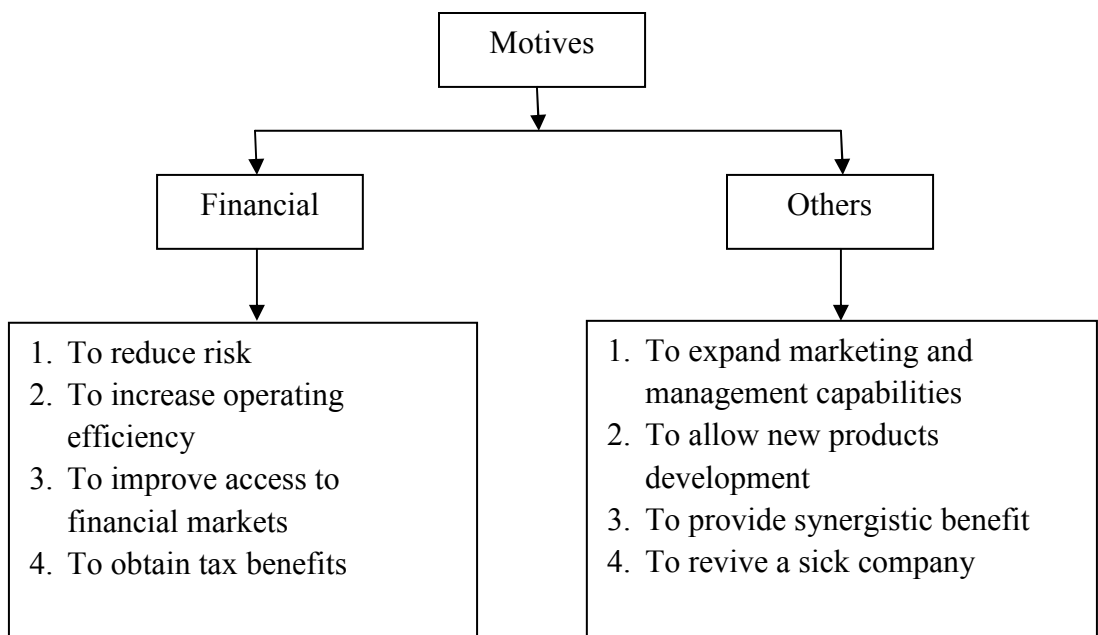 Motives
Financial
Others
1. To reduce risk
2. To increase operating
efficiency
3. To improve access to
financial markets
4. To obtain tax benefits
1. To expand marketing and
management capabilities
2. To allow new products
development
3. To provide synergistic benefit
4. To revive a sick company